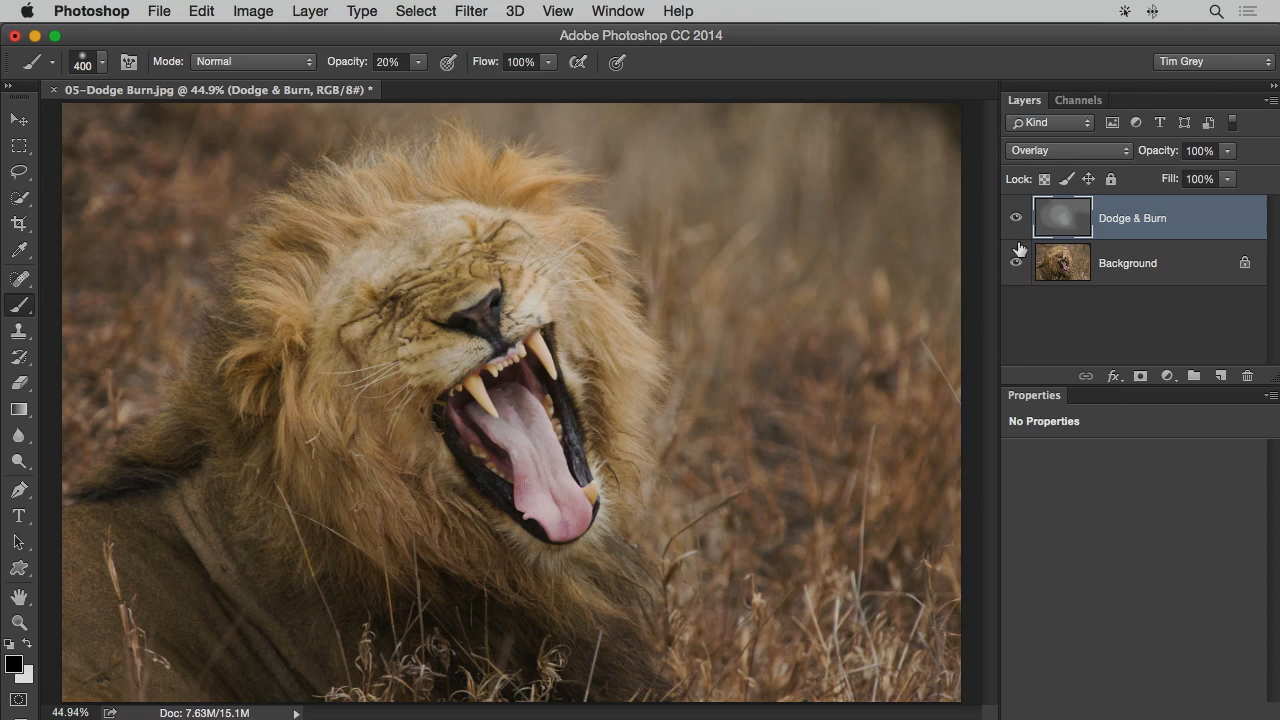 Photoshop File Edit Image Layer Type Select Filter 3D View Window Help
Adobe Photoshop CC 2014
400 Mode: Normal Opacity: 20% Flow: 100% Tim Grey
× 05-Dodge Burn.jpg @ 44.9% (Dodge & Burn, RGB/8#) *
Layers Channels
Kind
Overlay Opacity: 100%
Lock: Fill: 100%
Dodge & Burn
Background
fx
Properties
No Properties
44.94% Doc: 7.63M/15.1M